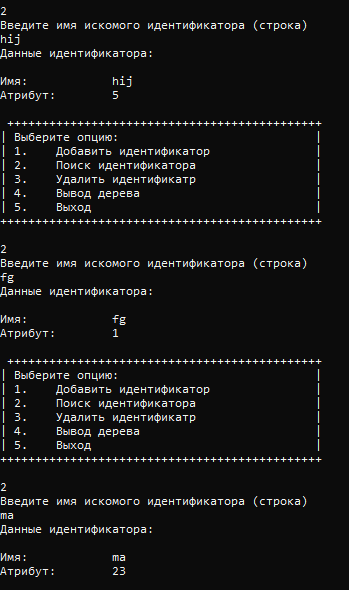 2
Введите имя искомого идентификатора (строка)
hij
Данные идентификатора:
Имя: hij
Атрибут: 5
++++++++++++++++++++++++++++++++++++++++++++
| Выберите опцию: |
| 1. Добавить идентификатор |
| 2. Поиск идентификатора |
| 3. Удалить идентификатр |
| 4. Вывод дерева |
| 5. Выход |
++++++++++++++++++++++++++++++++++++++++++++++
2
Введите имя искомого идентификатора (строка)
fg
Данные идентификатора:
Имя: fg
Атрибут: 1
++++++++++++++++++++++++++++++++++++++++++++
| Выберите опцию: |
| 1. Добавить идентификатор |
| 2. Поиск идентификатора |
| 3. Удалить идентификатр |
| 4. Вывод дерева |
| 5. Выход |
++++++++++++++++++++++++++++++++++++++++++++++
2
Введите имя искомого идентификатора (строка)
ma
Данные идентификатора:
Имя: ma
Атрибут: 23